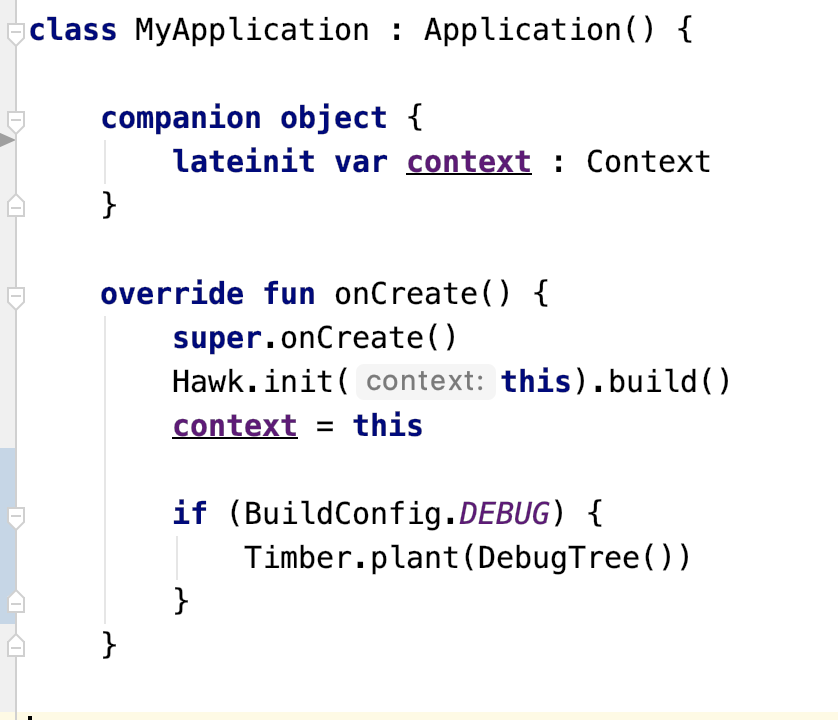 class MyApplication : Application() {
companion object {
lateinit var context : Context
}
override fun onCreate() {
super.onCreate()
Hawk.init( context: this).build()
context = this
if (BuildConfig.DEBUG) {
Timber.plant(DebugTree())
}
}